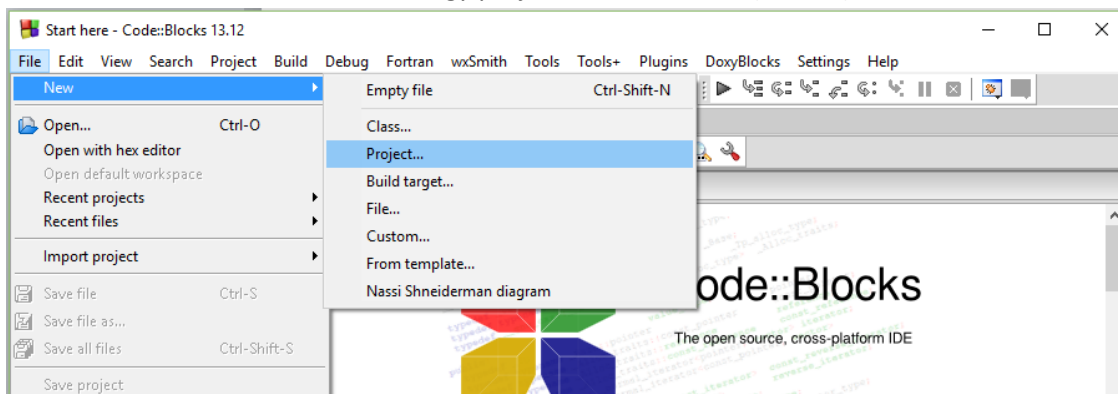 Start here - Code::Blocks 13.12
File Edit View Search Project Build Debug Fortran wxSmith Tools Tools+ Plugins DoxyBlocks Settings Help
New
Empty file Ctrl-Shift-N
Open... Ctrl-O
Class...
Open with hex editor
Project...
Open default workspace
Build target...
Recent projects
File...
Recent files
Custom...
Import project
From template...
Nassi Shneiderman diagram
ode::Blocks
Save file Ctrl-S
Save file as...
The open source, cross-platform IDE
Save all files Ctrl-Shift-S
Save project